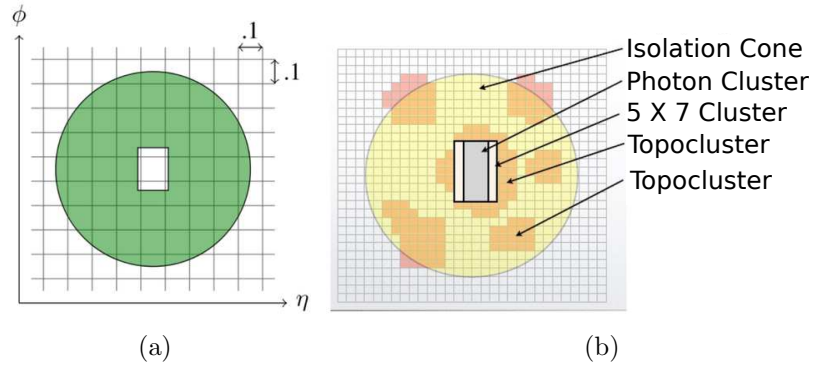 ϕ
.1
.1
η
(a)
Isolation Cone
Photon Cluster
5 X 7 Cluster
Topocluster
Topocluster
(b)